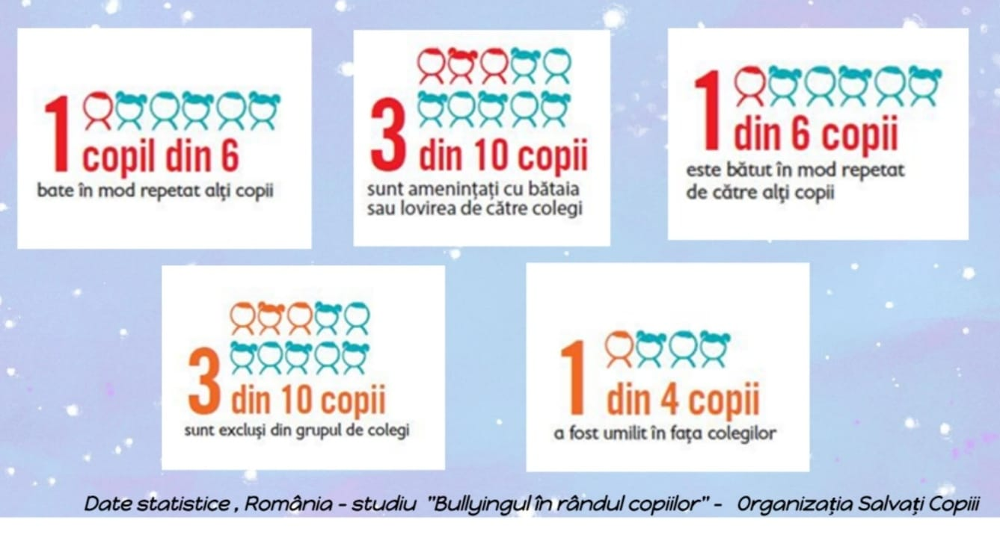 1 copil din 6
bate în mod repetat alți copii
3 din 10 copii
sunt amenințați cu bătaia
sau lovirea de către colegi
1 din 6 copii
este bătut în mod repetat
de către alți copii
3 din 10 copii
sunt excluși din grupul de colegi
1 din 4 copii
a fost umilit în fața colegilor
Date statistice , România - studiu "Bullyingul în rândul copiilor" - Organizația Salvați Copiii